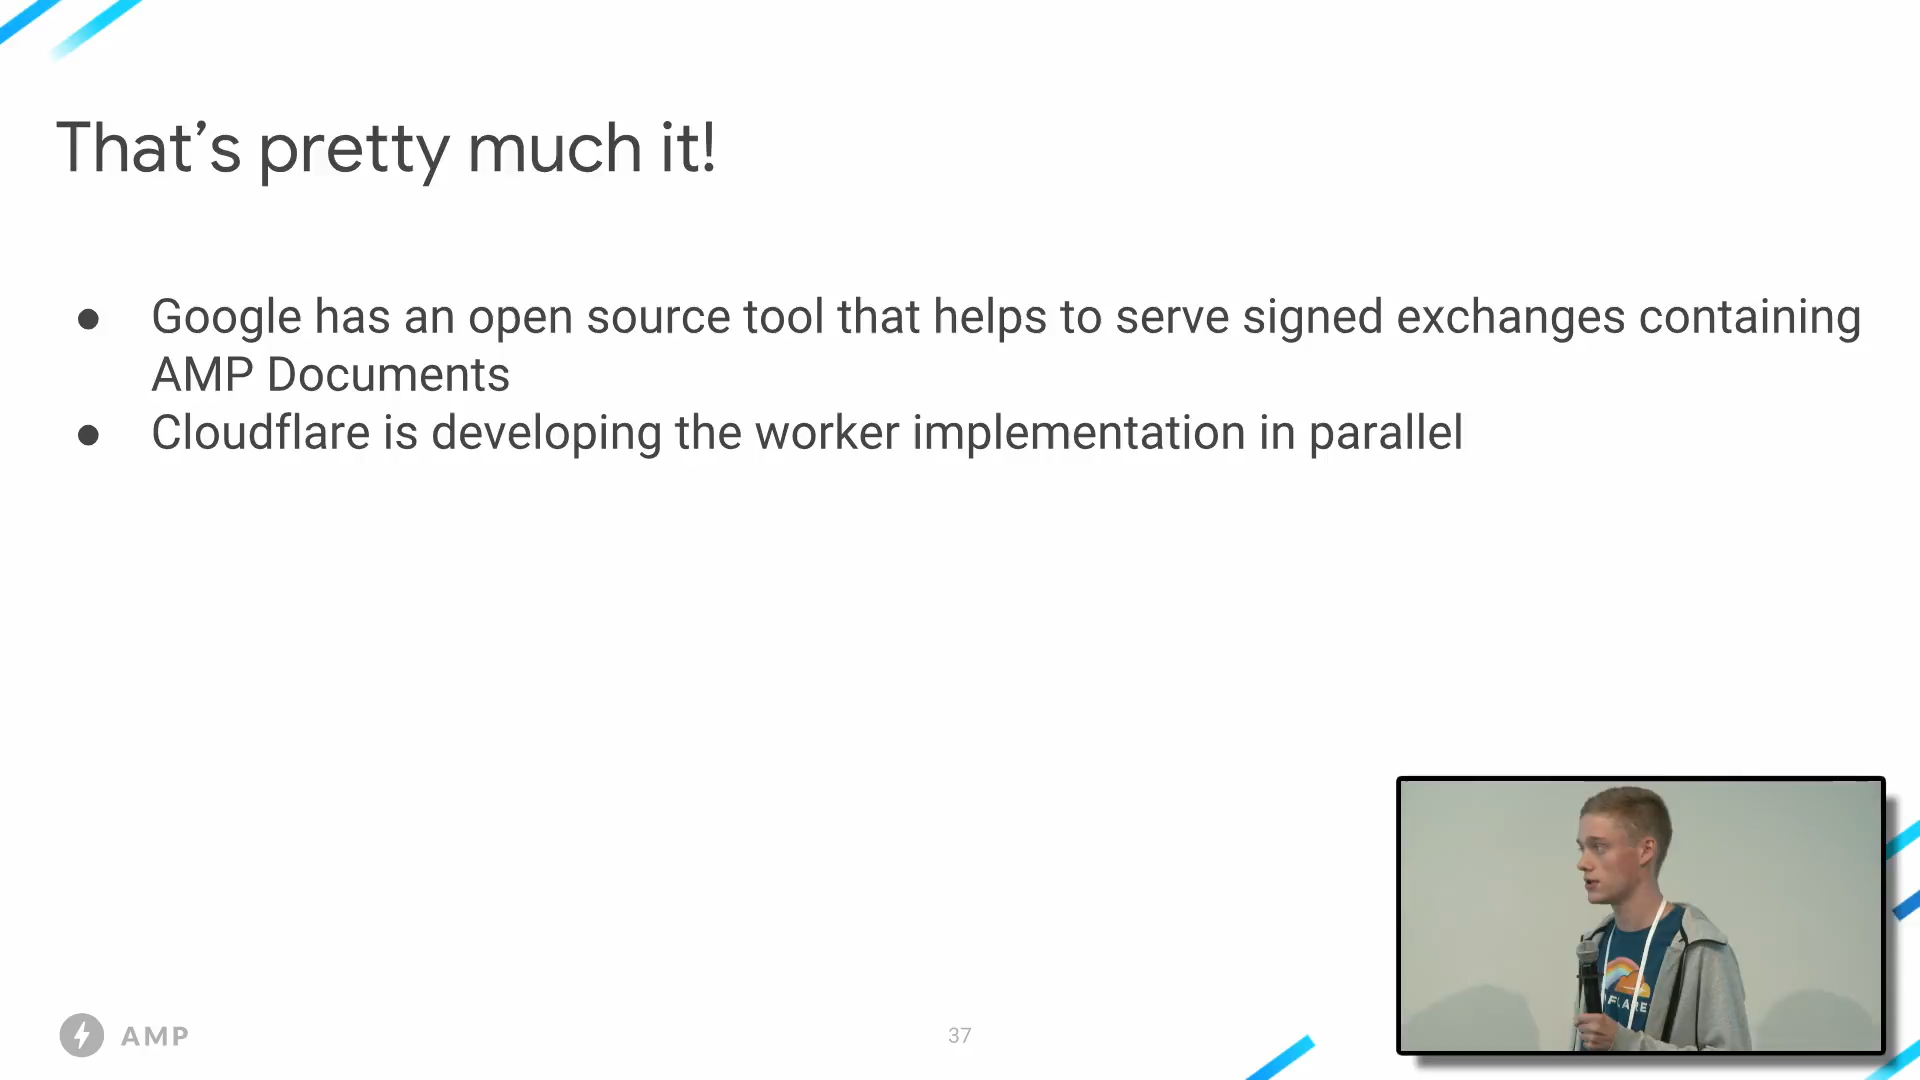 That’s pretty much it!
● Google has an open source tool that helps to serve signed exchanges containing
AMP Documents
● Cloudflare is developing the worker implementation in parallel
AMP
37